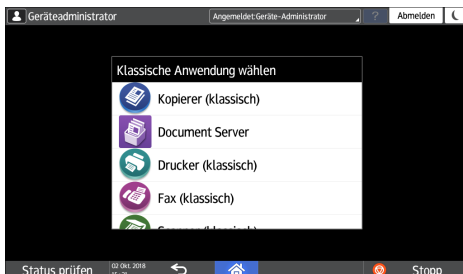 Geräteadministrator
Angemeldet:Geräte-Administrator
?
Abmelden
Klassische Anwendung wählen
Kopierer (klassisch)
Document Server
Drucker (klassisch)
Fax (klassisch)
Status prüfen
02 Okt. 2018
Stopp